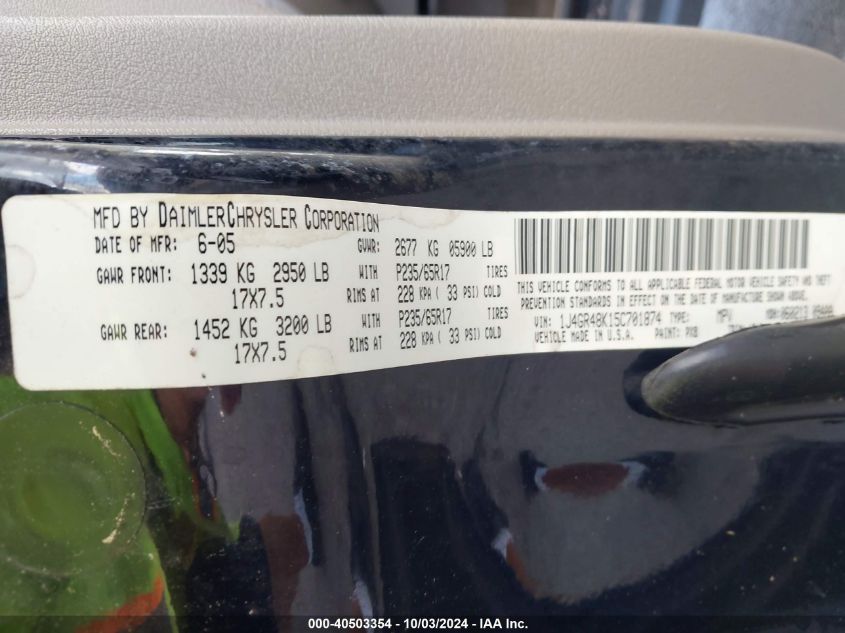 MFD BY DAIMLERCHRYSLER CORPORATION
DATE OF MFR: 6-05 GVWR: 2677 KG 05900 LB
GAWR FRONT: 1339 KG 2950 LB WITH P235/65R17 TIRES
17X7.5 RIMS AT 228 KPA ( 33 PSI) COLD
GAWR REAR: 1452 KG 3200 LB WITH P235/65R17 TIRES
17X7.5 RIMS AT 228 KPA ( 33 PSI) COLD
THIS VEHICLE CONFORMS TO ALL APPLICABLE FEDERAL MOTOR VEHICLE SAFETY AND THEFT
PREVENTION STANDARDS IN EFFECT ON THE DATE OF MANUFACTURE SHOWN ABOVE.
VIN: 1J4GR48K15C701874 TYPE: MPV MDH: 060213
VEHICLE MADE IN U.S.A. PAINT: PXB
000-40503354 - 10/03/2024 - IAA Inc.